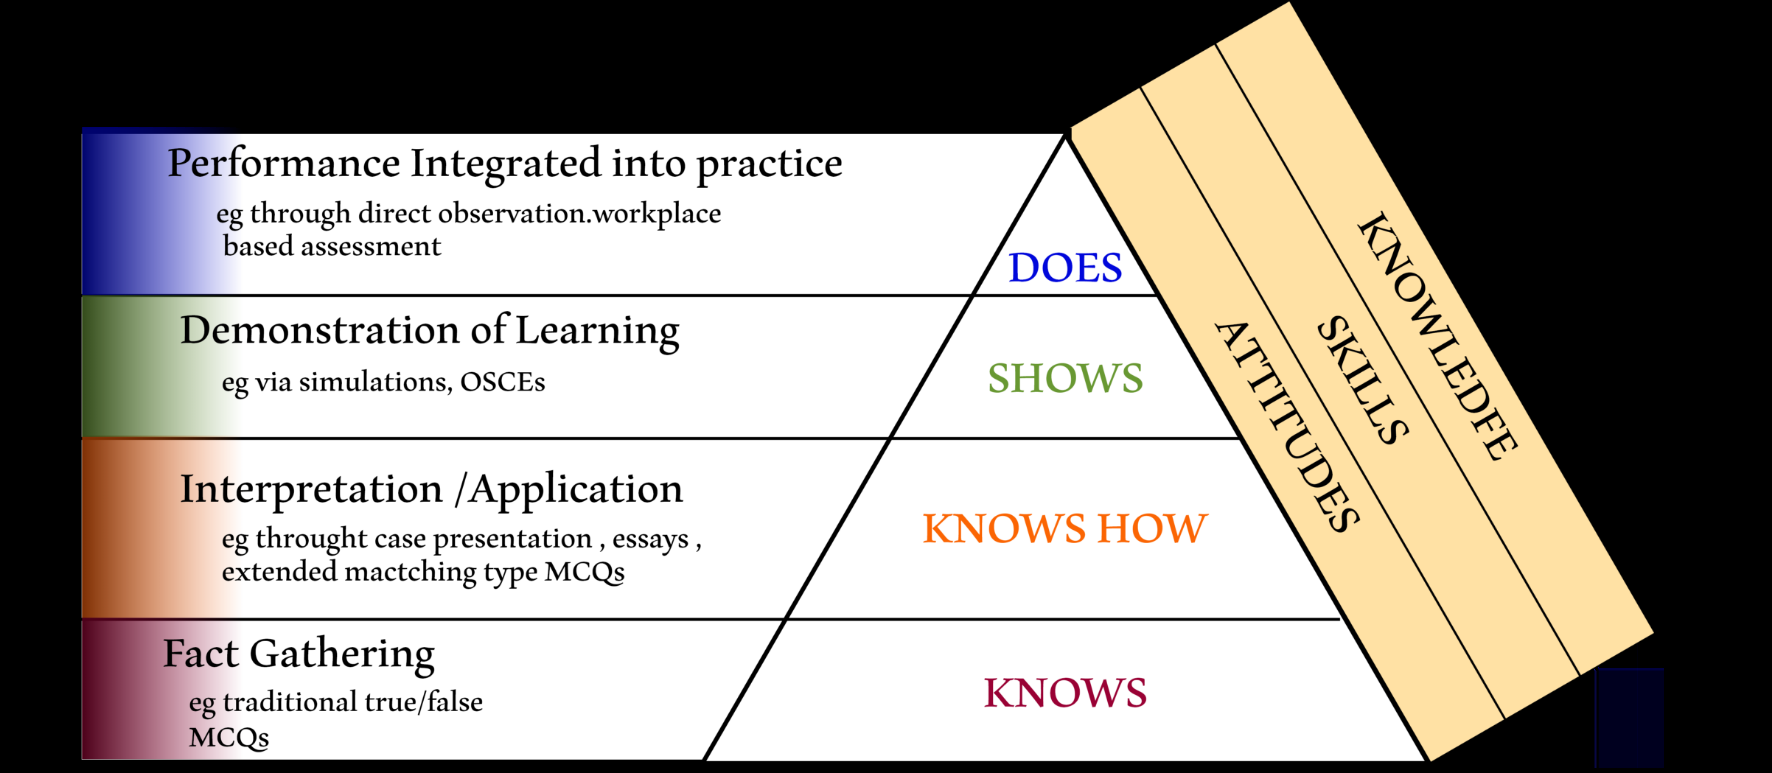 Performance Integrated into practice
eg through direct observation.workplace
based assessment
DOES
Demonstration of Learning
eg via simulations, OSCEs
SHOWS
Interpretation /Application
eg throught case presentation , essays ,
extended mactching type MCQs
KNOWS HOW
Fact Gathering
eg traditional true/false
MCQs
KNOWS
ATTITUDES
SKILLS
KNOWLEDFE